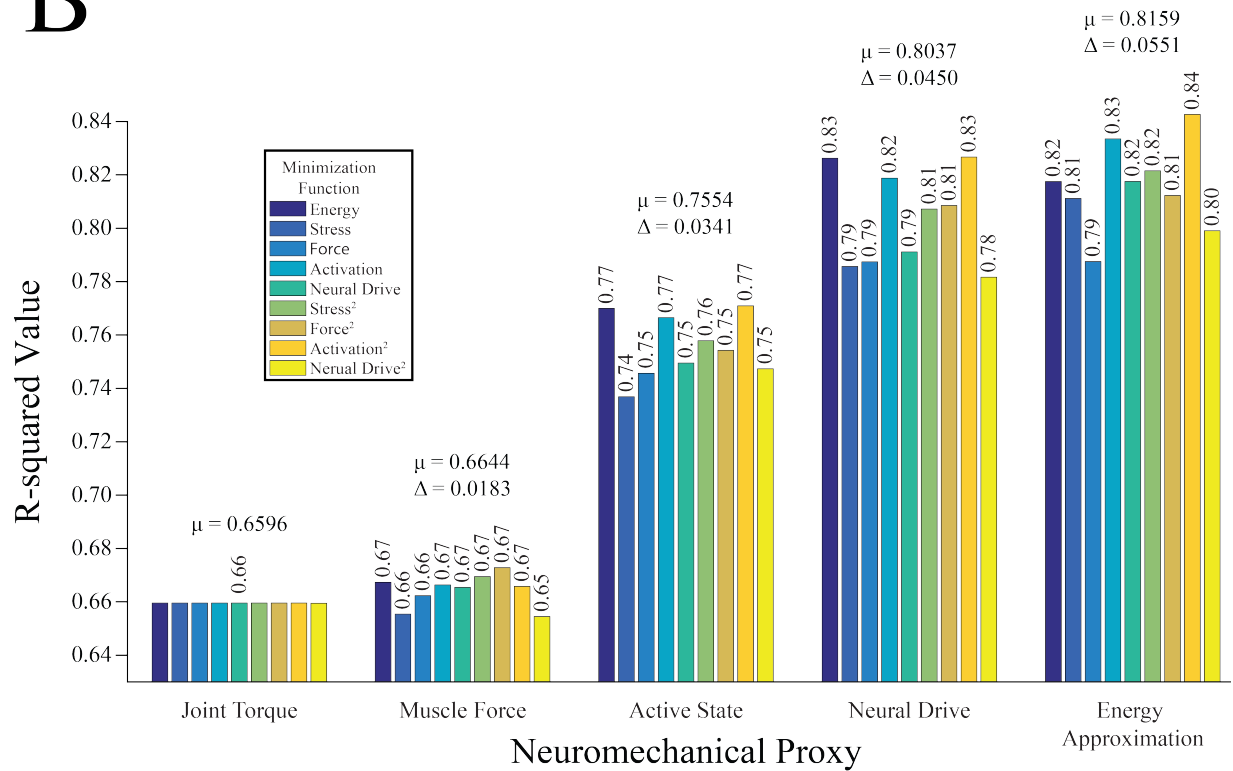 B
μ = 0.8159
Δ = 0.0551
μ = 0.8037
Δ = 0.0450
μ = 0.7554
Δ = 0.0341
μ = 0.6644
Δ = 0.0183
μ = 0.6596
R-squared Value
0.84
0.82
0.80
0.78
0.76
0.74
0.72
0.70
0.68
0.66
0.64
Minimization
Function
Energy
Stress
Force
Activation
Neural Drive
Stress²
Force²
Activation²
Nerual Drive²
0.66
0.67
0.66
0.66
0.67
0.67
0.67
0.67
0.67
0.65
0.77
0.74
0.75
0.77
0.75
0.76
0.75
0.77
0.75
0.83
0.79
0.79
0.82
0.79
0.81
0.81
0.83
0.78
0.82
0.81
0.79
0.83
0.82
0.82
0.81
0.84
0.80
Joint Torque
Muscle Force
Active State
Neural Drive
Energy
Approximation
Neuromechanical Proxy